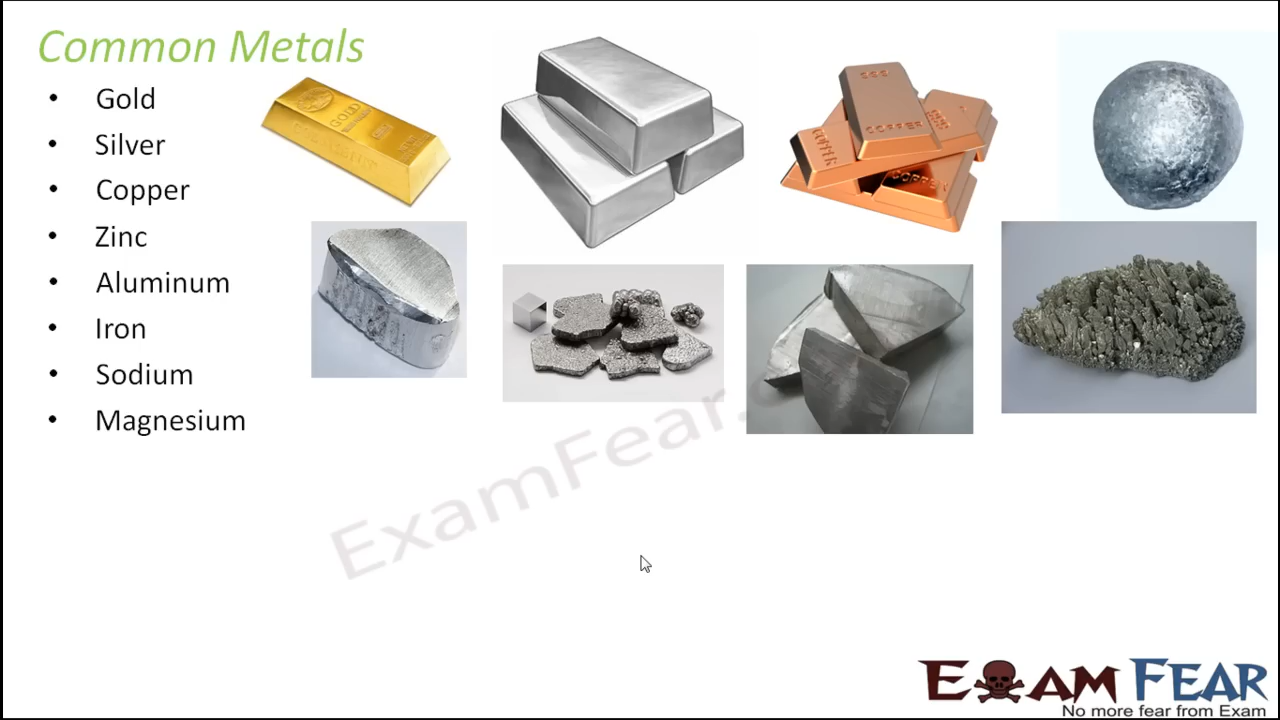 Common Metals
• Gold
• Silver
• Copper
• Zinc
• Aluminum
• Iron
• Sodium
• Magnesium
GOLD
COPPER
COPPER
ExamFear.
EXAM FEAR
No more fear from Exam